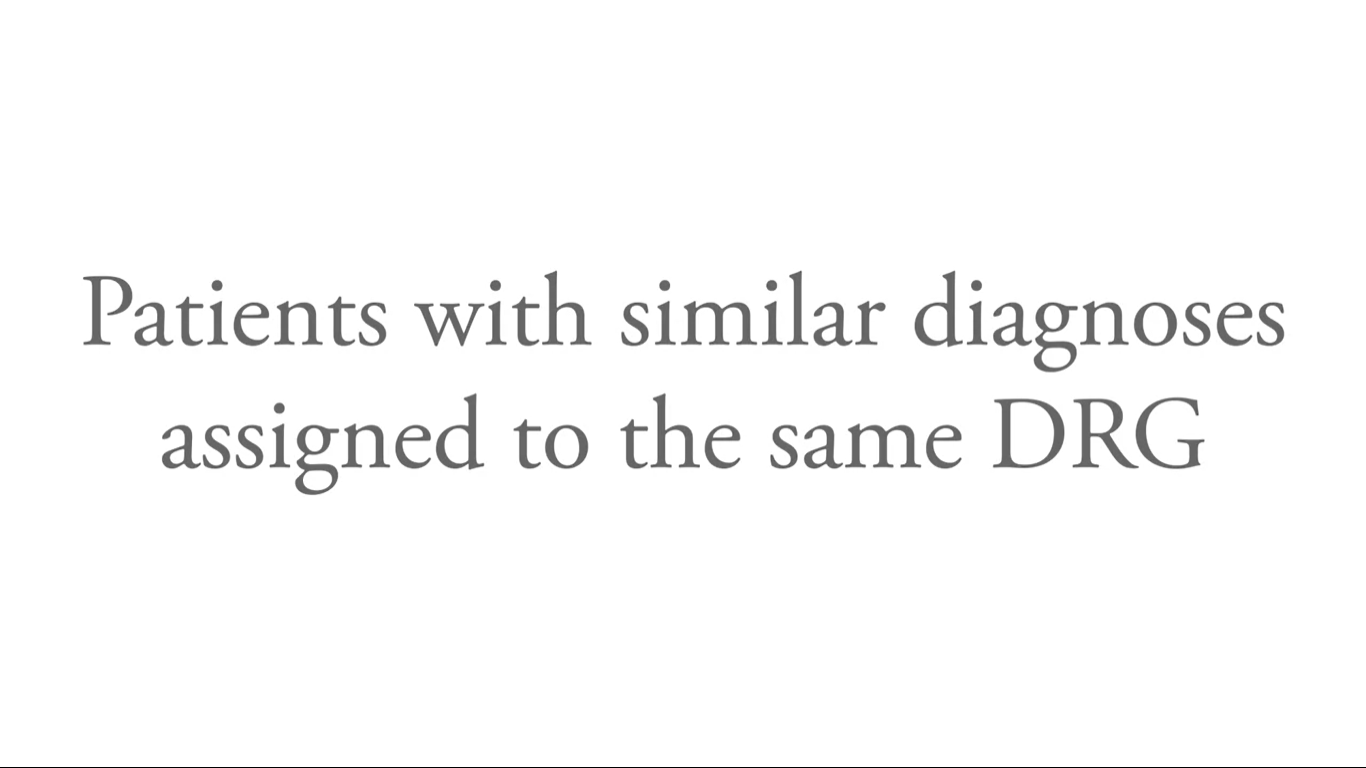 Patients with similar diagnoses
assigned to the same DRG